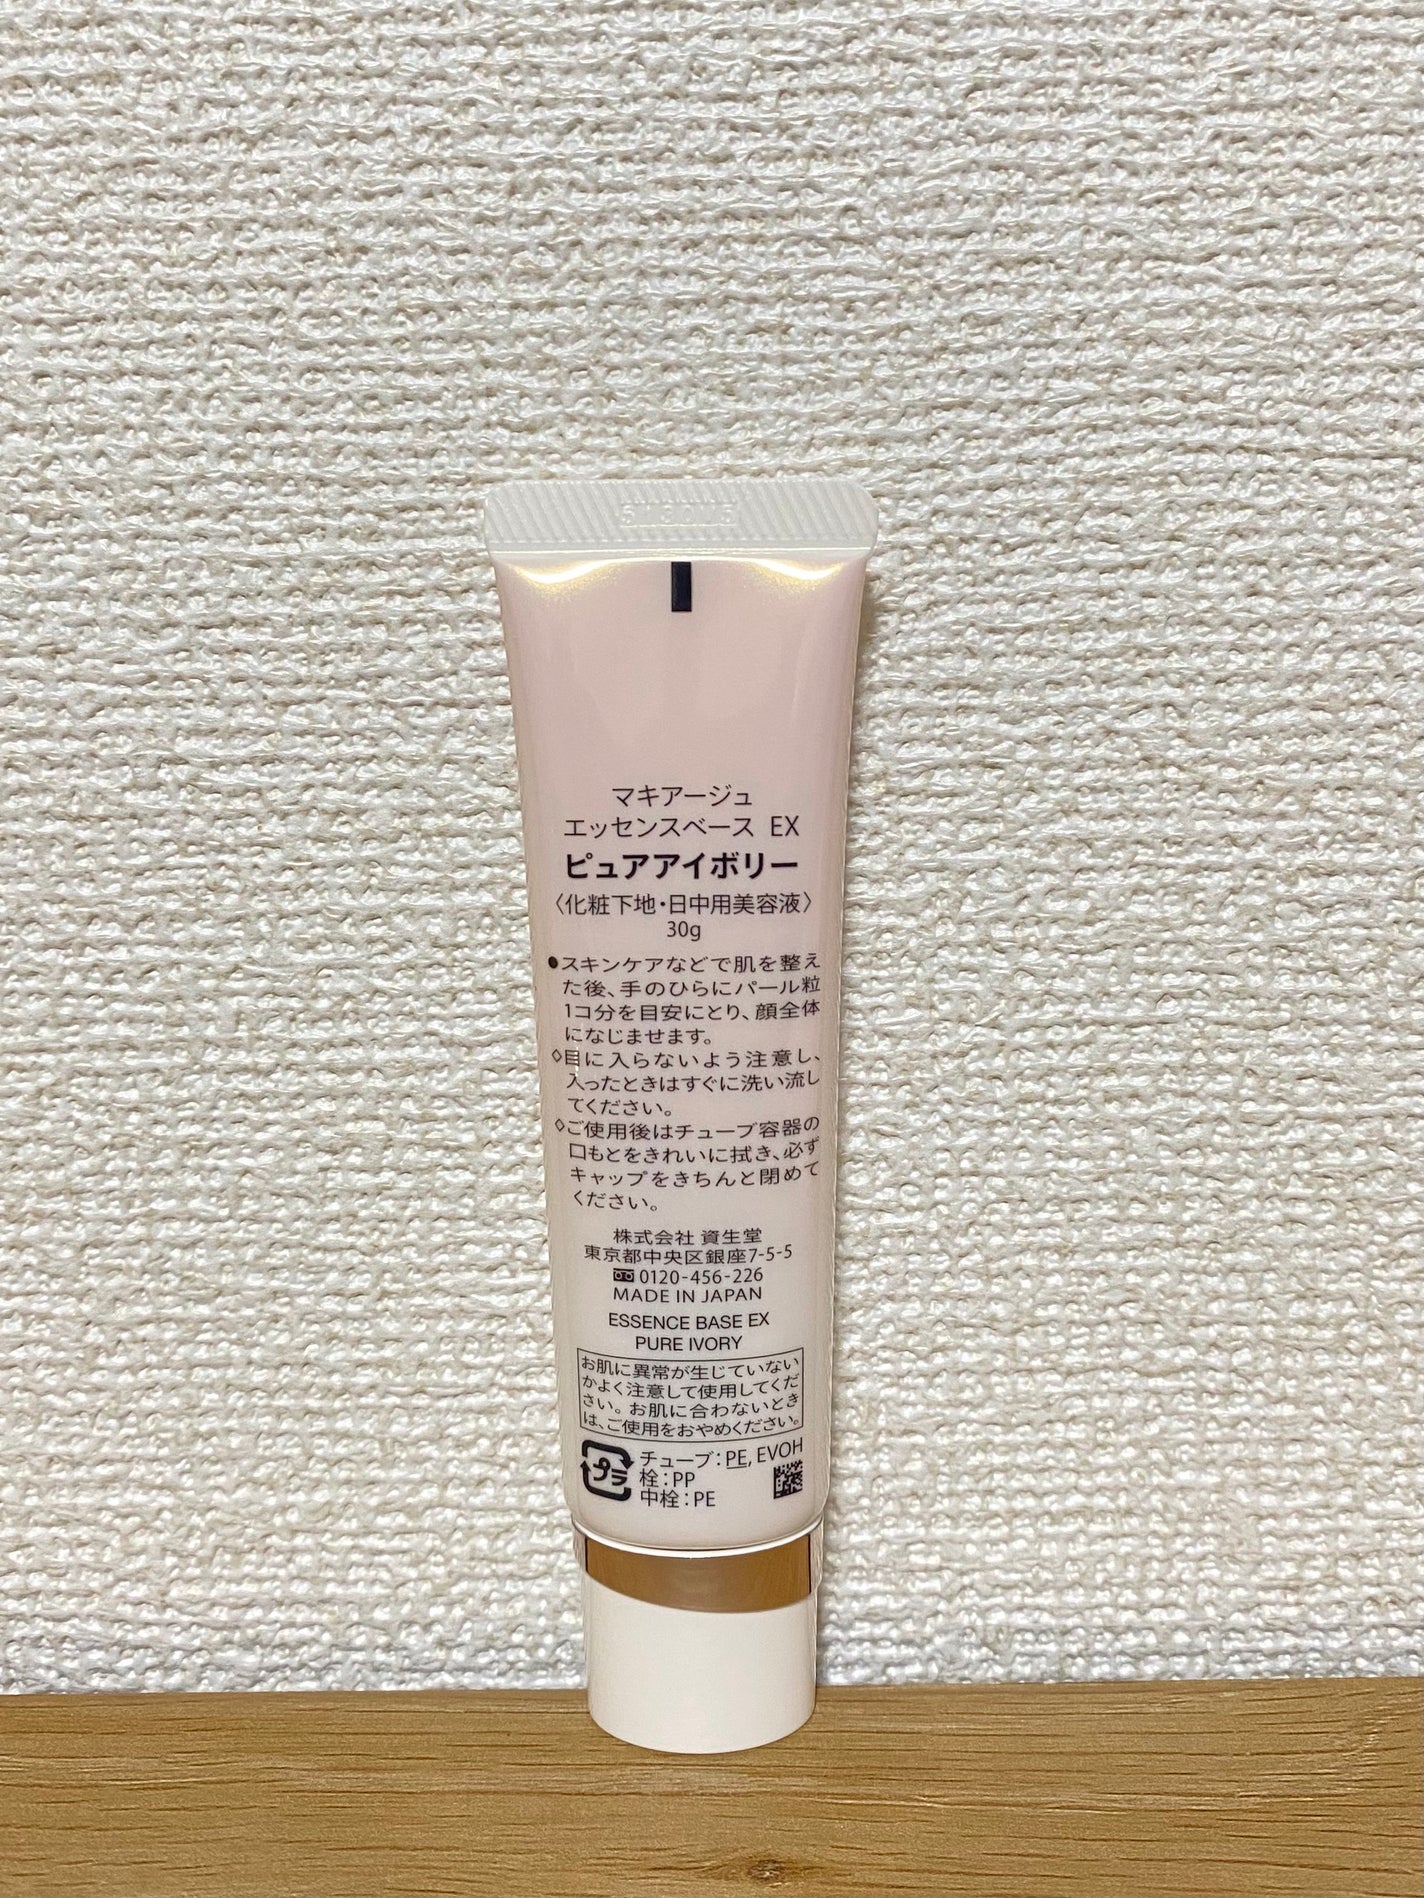 マキアージュ
エッセンスベース EX
ピュアアイボリー
〈化粧下地・日中用美容液〉
30g
●スキンケアなどで肌を整え
た後、手のひらにパール粒
1コ分を目安にとり、顔全体
になじませます。
◇目に入らないよう注意し、
入ったときはすぐに洗い流し
てください。
◇ご使用後はチューブ容器の
口もとをきれいに拭き、必ず
キャップをきちんと閉めて
ください。
株式会社 資生堂
東京都中央区銀座7-5-5
0120-456-226
MADE IN JAPAN
ESSENCE BASE EX
PURE IVORY
お肌に異常が生じていない
かよく注意して使用してくだ
さい。お肌に合わないとき
は、ご使用をおやめください。
プラ
チューブ：PE, EVOH
栓：PP
中栓：PE